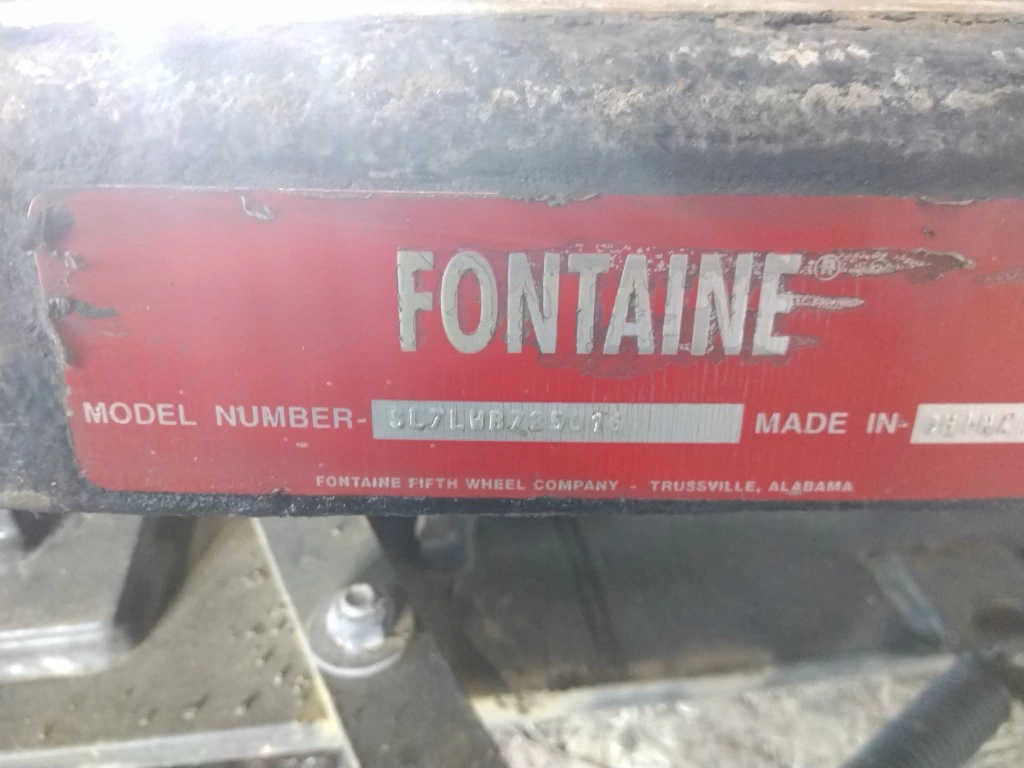 FONTAINE®
MODEL NUMBER-
MADE IN-
FONTAINE FIFTH WHEEL COMPANY - TRUSSVILLE, ALABAMA